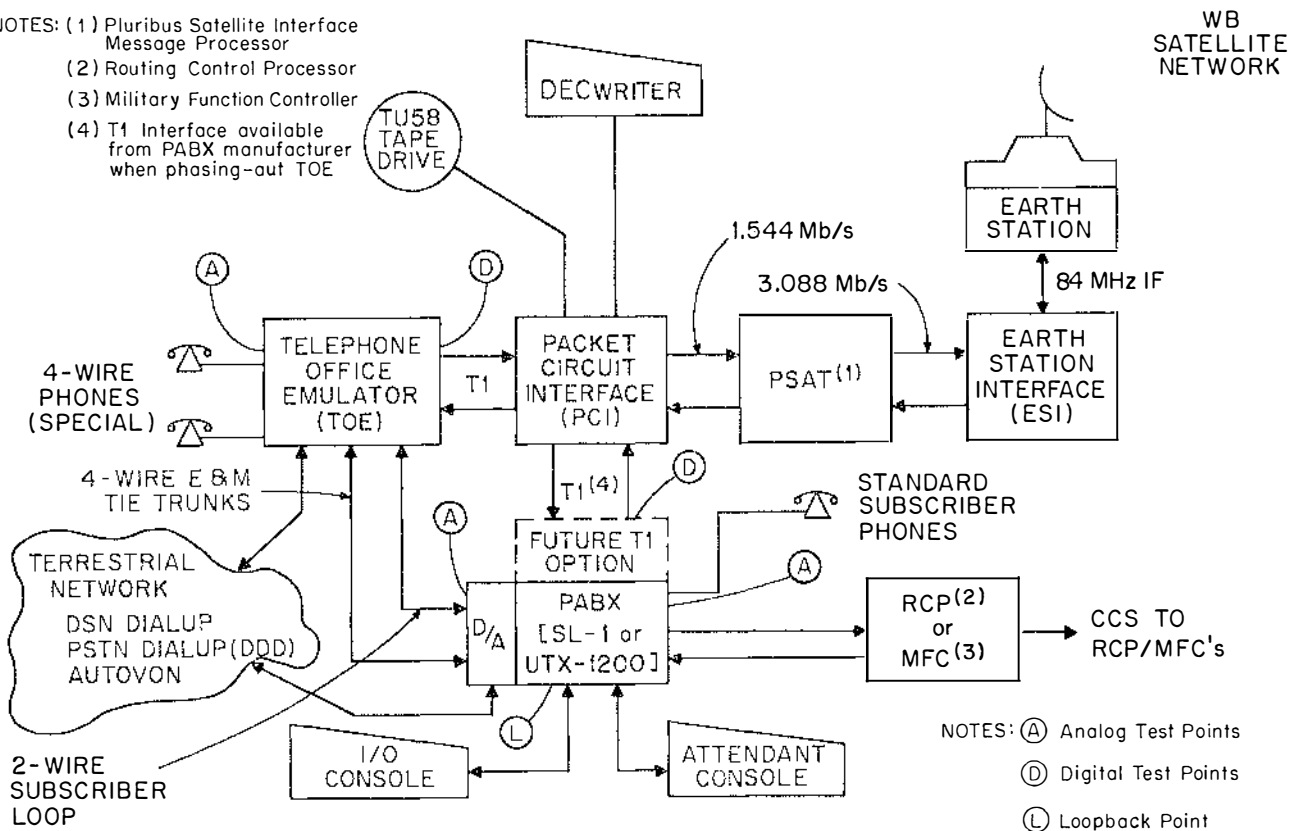 NOTES: (1) Pluribus Satellite Interface
Message Processor
(2) Routing Control Processor
(3) Military Function Controller
(4) T1 Interface available
from PABX manufacturer
when phasing-out TOE
TU58
TAPE
DRIVE
DECWRITER
WB
SATELLITE
NETWORK
EARTH
STATION
84 MHz IF
1.544 Mb/s
3.088 Mb/s
A
D
4-WIRE
PHONES
(SPECIAL)
TELEPHONE
OFFICE
EMULATOR
(TOE)
T1
PACKET
CIRCUIT
INTERFACE
(PCI)
PSAT(1)
EARTH
STATION
INTERFACE
(ESI)
4-WIRE E & M
TIE TRUNKS
T1(4)
D
A
STANDARD
SUBSCRIBER
PHONES
FUTURE T1
OPTION
A
TERRESTRIAL
NETWORK
DSN DIALUP
PSTN DIALUP(DDD)
AUTOVON
D/A
PABX
[SL-1 or
UTX-1200]
RCP(2)
or
MFC(3)
CCS TO
RCP/MFC's
L
2-WIRE
SUBSCRIBER
LOOP
I/O
CONSOLE
ATTENDANT
CONSOLE
NOTES: A Analog Test Points
D Digital Test Points
L Loopback Point